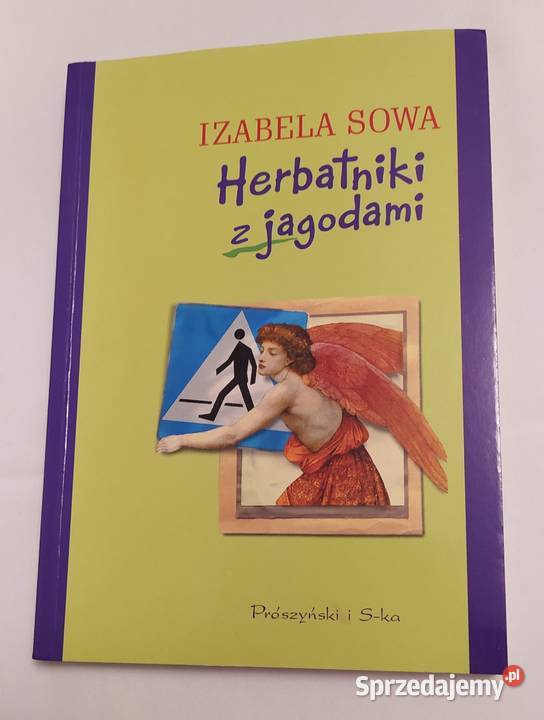 IZABELA SOWA
Herbatniki
z jagodami
Prószyński i S-ka
Sprzedajemy.pl